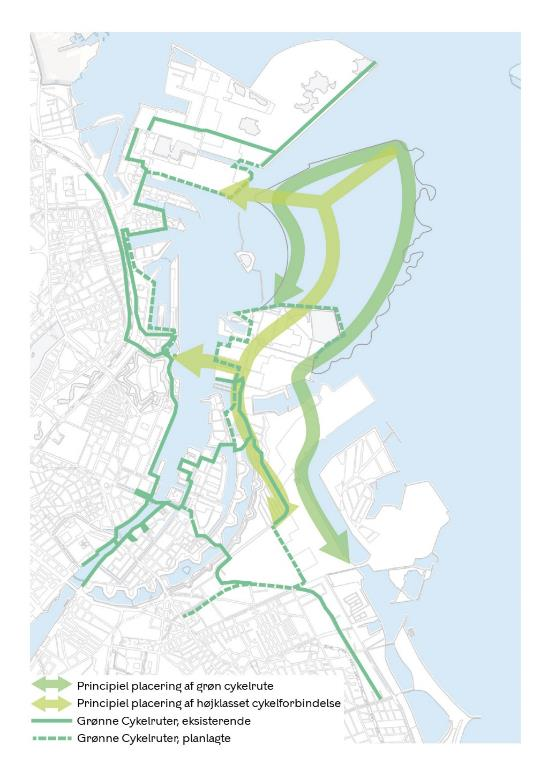 Principiel placering af grøn cykelrute
Principiel placering af højklasset cykelforbindelse
Grønne Cykelruter, eksisterende
Grønne Cykelruter, planlagte